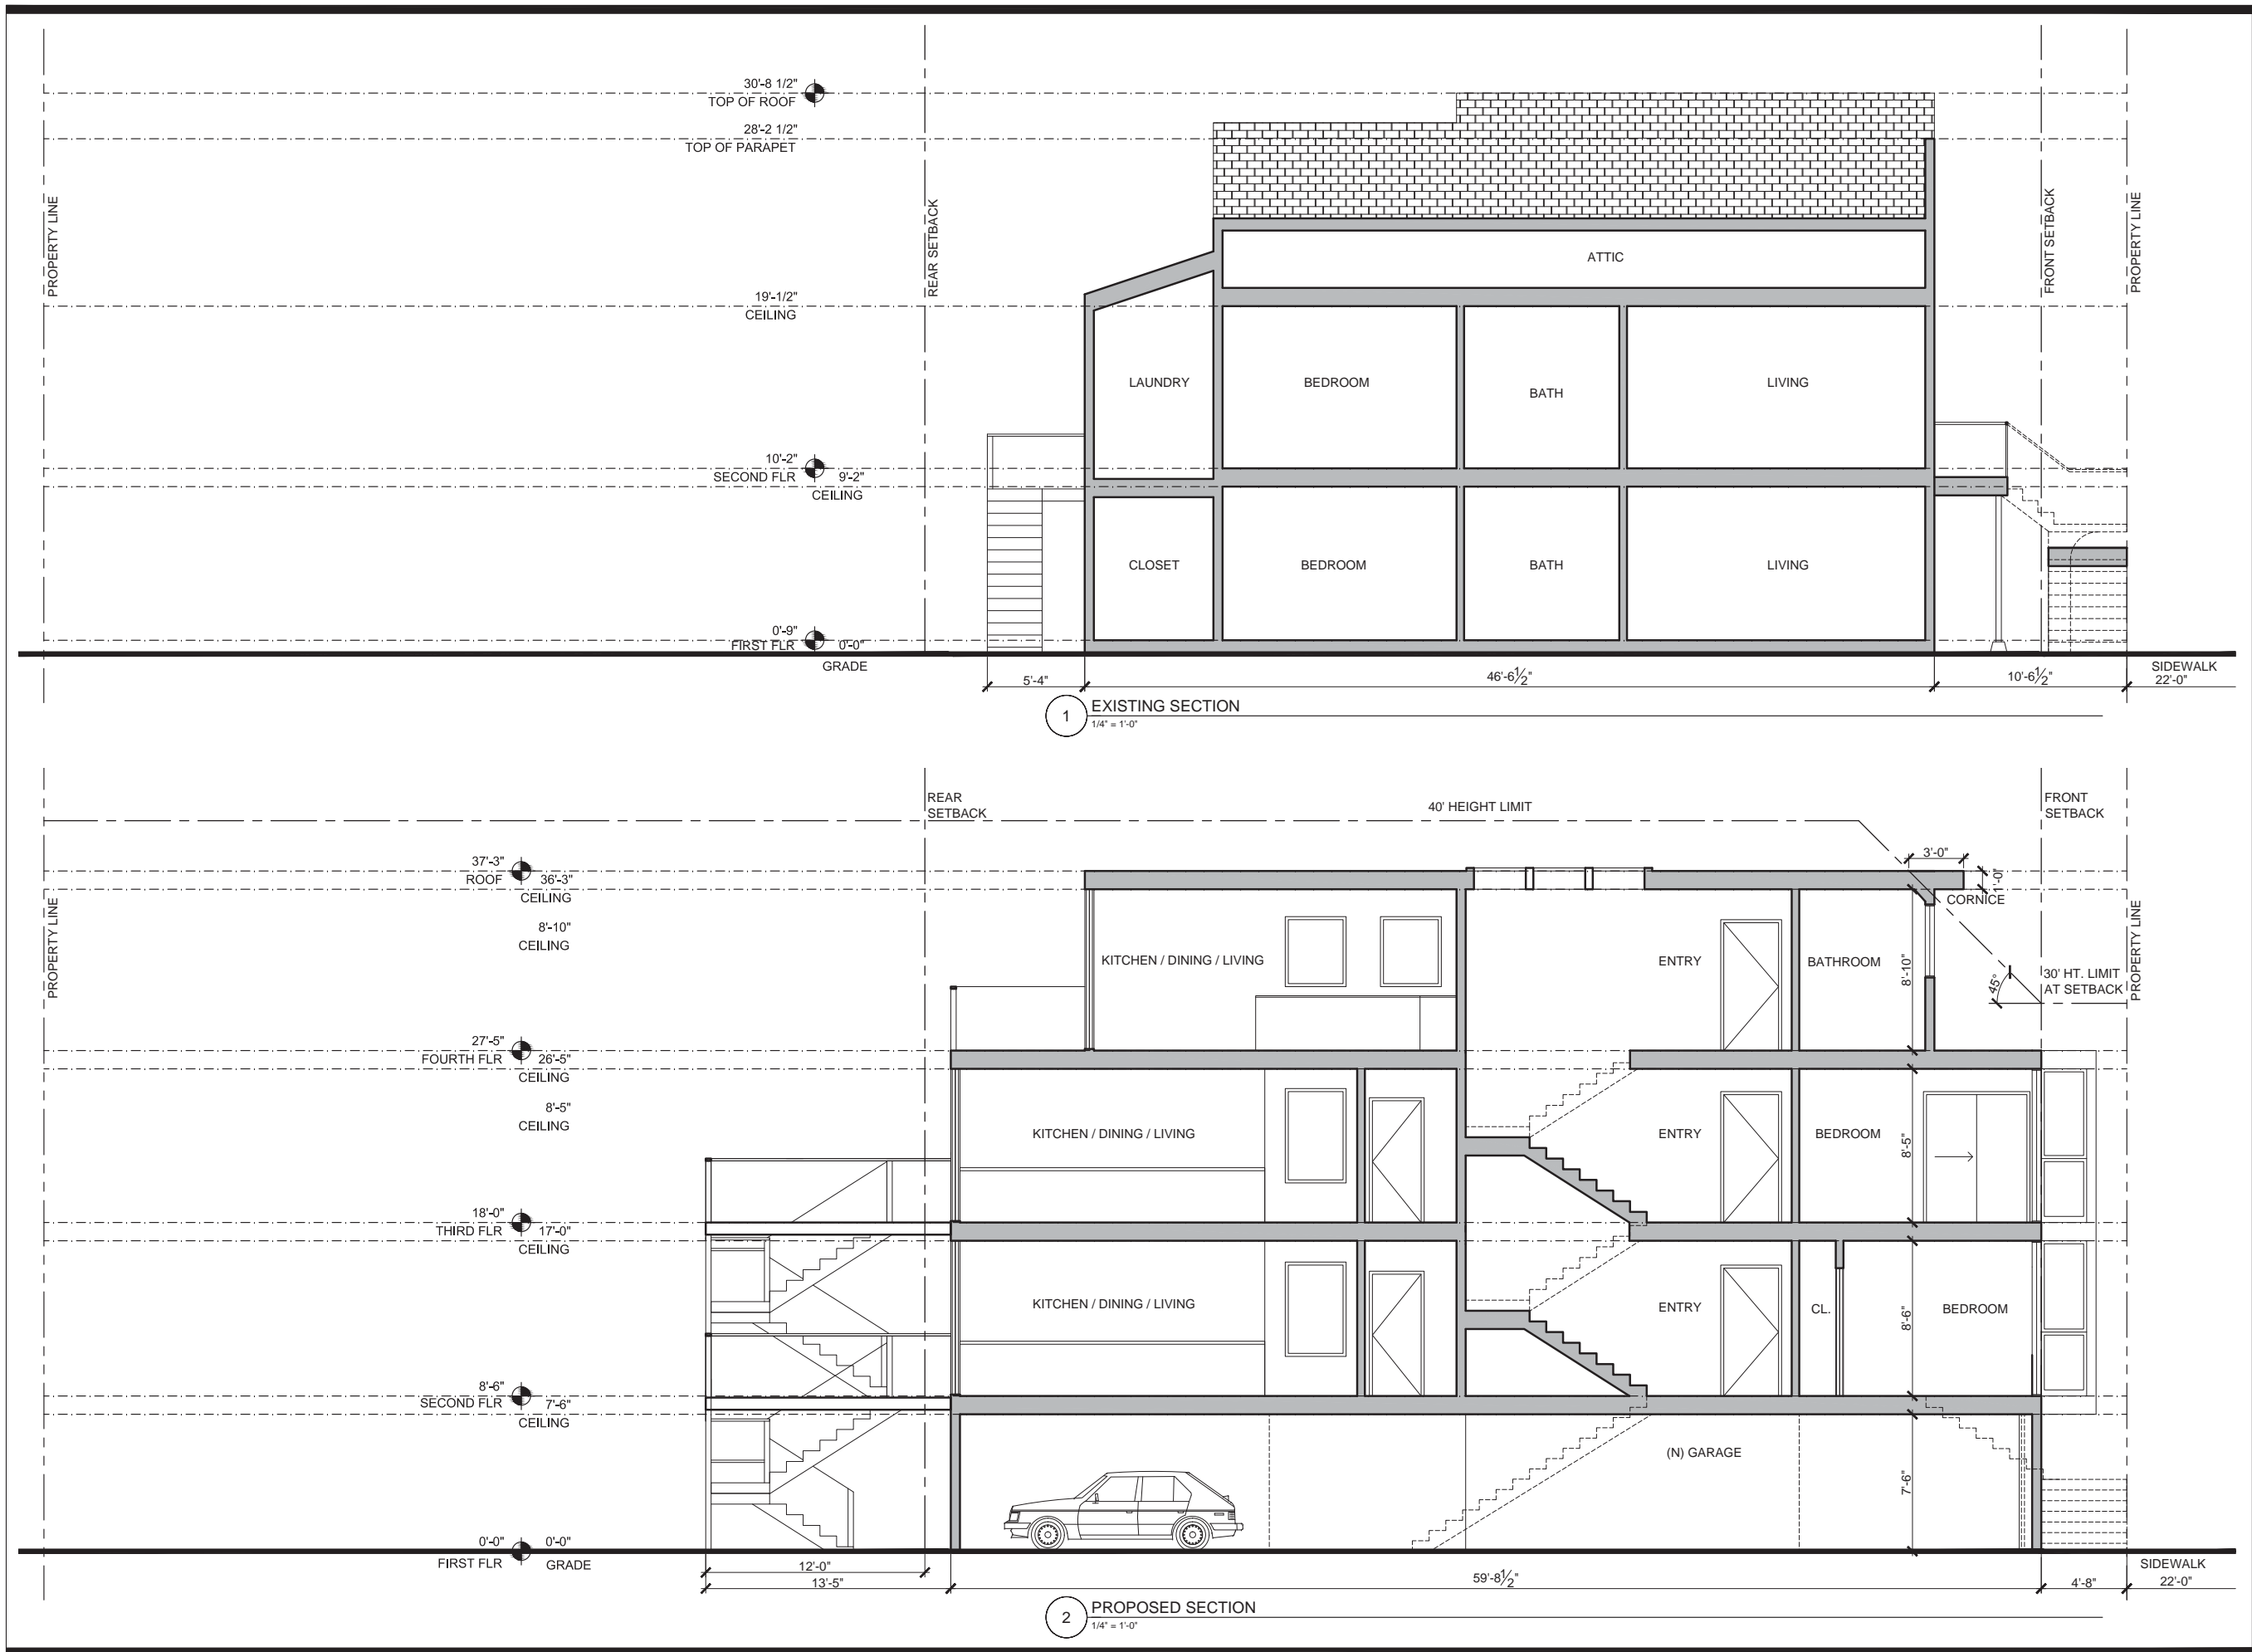 30'-8 1/2"
TOP OF ROOF
28'-2 1/2"
TOP OF PARAPET
PROPERTY LINE
REAR SETBACK
FRONT SETBACK
PROPERTY LINE
ATTIC
19'-1/2"
CEILING
LAUNDRY
BEDROOM
BATH
LIVING
10'-2"
SECOND FLR
9'-2"
CEILING
CLOSET
BEDROOM
BATH
LIVING
0'-9"
FIRST FLR
0'-0"
GRADE
5'-4"
46'-6½"
10'-6½"
SIDEWALK
22'-0"
1
EXISTING SECTION
1/4" = 1'-0"
REAR
SETBACK
40' HEIGHT LIMIT
FRONT
SETBACK
37'-3"
ROOF
36'-3"
CEILING
3'-0"
1'-0"
CORNICE
PROPERTY LINE
PROPERTY LINE
8'-10"
CEILING
KITCHEN / DINING / LIVING
ENTRY
BATHROOM
8'-10"
45°
30' HT. LIMIT
AT SETBACK
27'-5"
FOURTH FLR
26'-5"
CEILING
8'-5"
CEILING
KITCHEN / DINING / LIVING
ENTRY
BEDROOM
8'-5"
18'-0"
THIRD FLR
17'-0"
CEILING
KITCHEN / DINING / LIVING
ENTRY
CL.
8'-6"
BEDROOM
8'-6"
SECOND FLR
7'-6"
CEILING
(N) GARAGE
7'-6"
0'-0"
FIRST FLR
0'-0"
GRADE
12'-0"
13'-5"
59'-8½"
4'-8"
SIDEWALK
22'-0"
2
PROPOSED SECTION
1/4" = 1'-0"